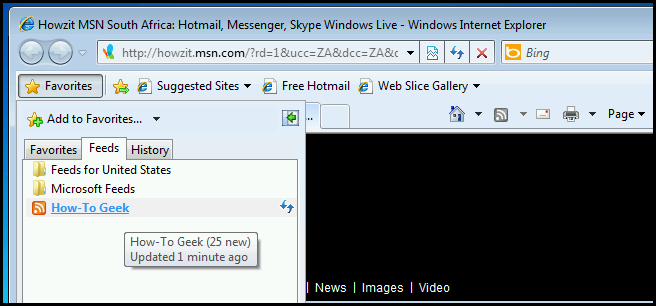 Howzit MSN South Africa: Hotmail, Messenger, Skype Windows Live - Windows Internet Explorer
http://howzit.msn.com/?rd=1&ucc=ZA&dcc=ZA& Bing
Favorites Suggested Sites Free Hotmail Web Slice Gallery
Add to Favorites... ... Page
Favorites Feeds History
Feeds for United States
Microsoft Feeds
How-To Geek
How-To Geek (25 new)
Updated 1 minute ago
| News | Images | Video